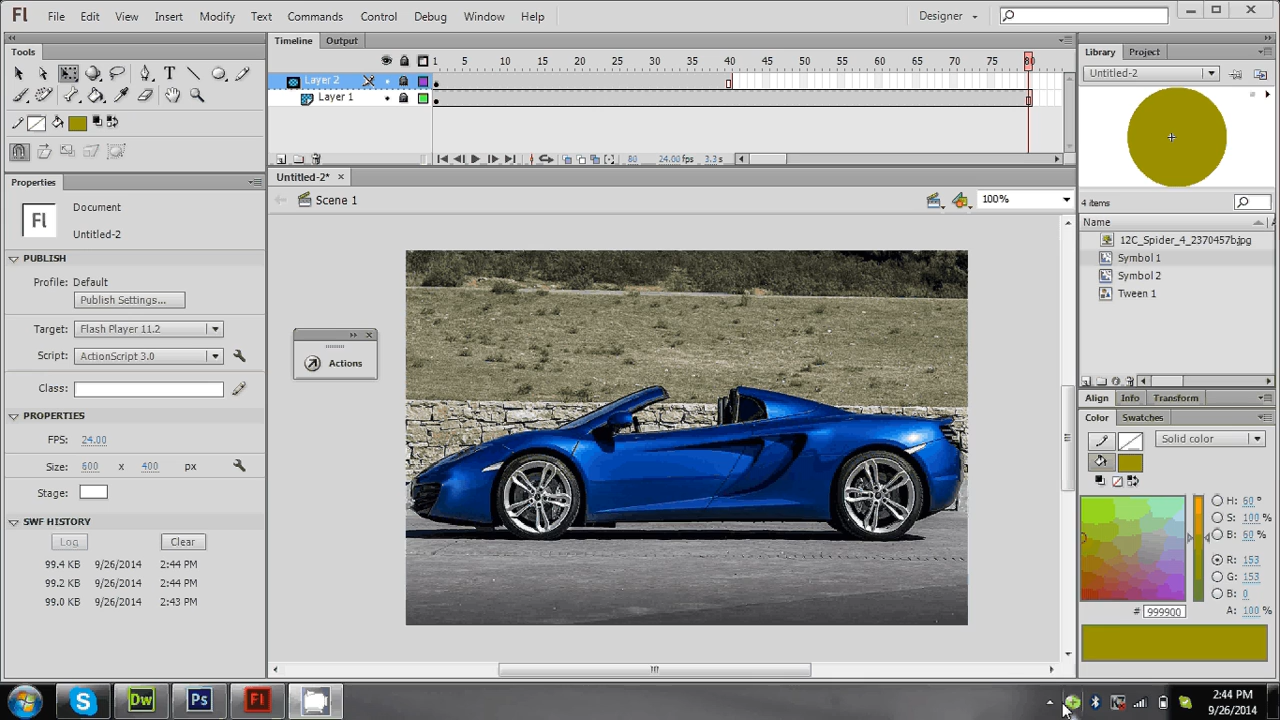 Fl File Edit View Insert Modify Text Commands Control Debug Window Help Designer
Tools
Timeline Output
Library Project
1 5 10 15 20 25 30 35 40 45 50 55 60 65 70 75 80
Layer 2
Layer 1
Untitled-2
80 24.00 fps 3.3 s
Properties
Untitled-2*
Scene 1
100%
4 items
Name
12C_Spider_4_2370457b.jpg
Symbol 1
Symbol 2
Tween 1
Fl
Document
Untitled-2
PUBLISH
Profile: Default
Publish Settings...
Target: Flash Player 11.2
Script: ActionScript 3.0
Class:
PROPERTIES
FPS: 24.00
Size: 600 x 400 px
Stage:
SWF HISTORY
Log Clear
99.4 KB 9/26/2014 2:44 PM
99.2 KB 9/26/2014 2:44 PM
99.0 KB 9/26/2014 2:43 PM
Actions
Align Info Transform
Color Swatches
Solid color
H: 60 °
S: 100 %
B: 60 %
R: 153
G: 153
B: 0
# 999900 A: 100 %
Dw Ps Fl
2:44 PM
9/26/2014